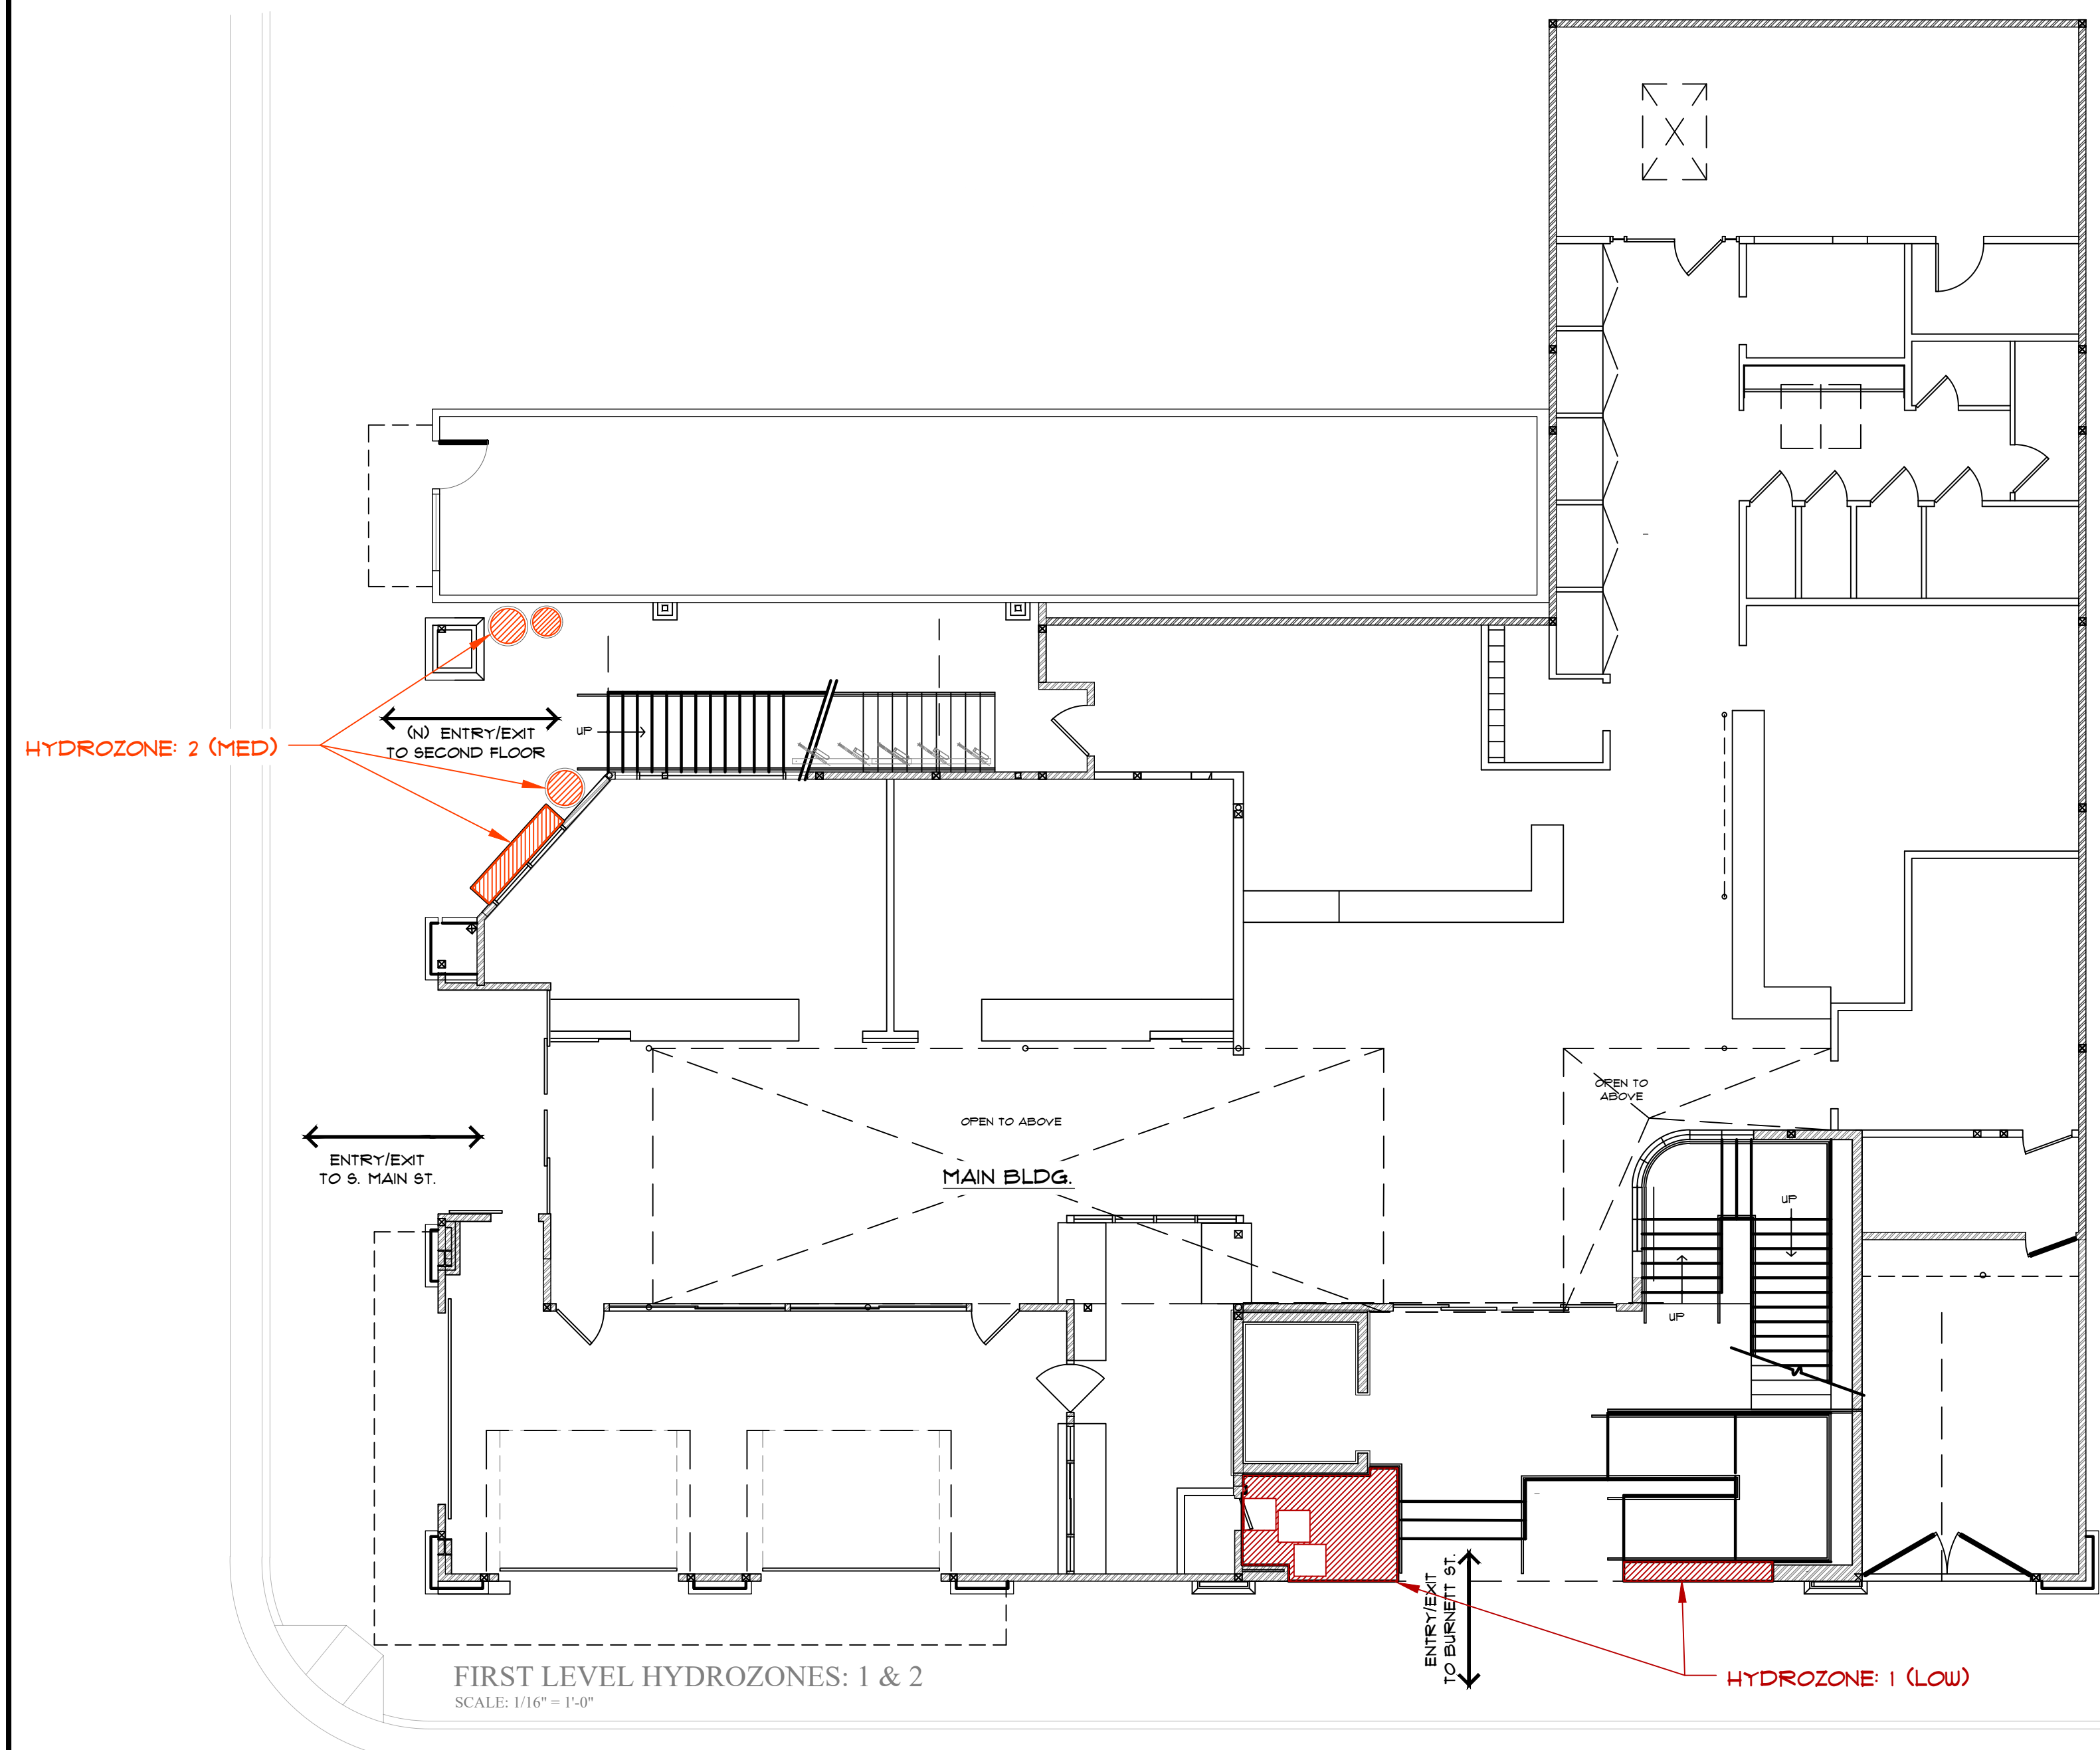 UP
(N) ENTRY/EXIT
TO SECOND FLOOR
HYDROZONE: 2 (MED)
OPEN TO
ABOVE
OPEN TO ABOVE
ENTRY/EXIT
TO S. MAIN ST.
MAIN BLDG.
UP
UP
ENTRY/EXIT
TO BURNETT ST.
FIRST LEVEL HYDROZONES: 1 & 2
SCALE: 1/16" = 1'-0"
HYDROZONE: 1 (LOW)